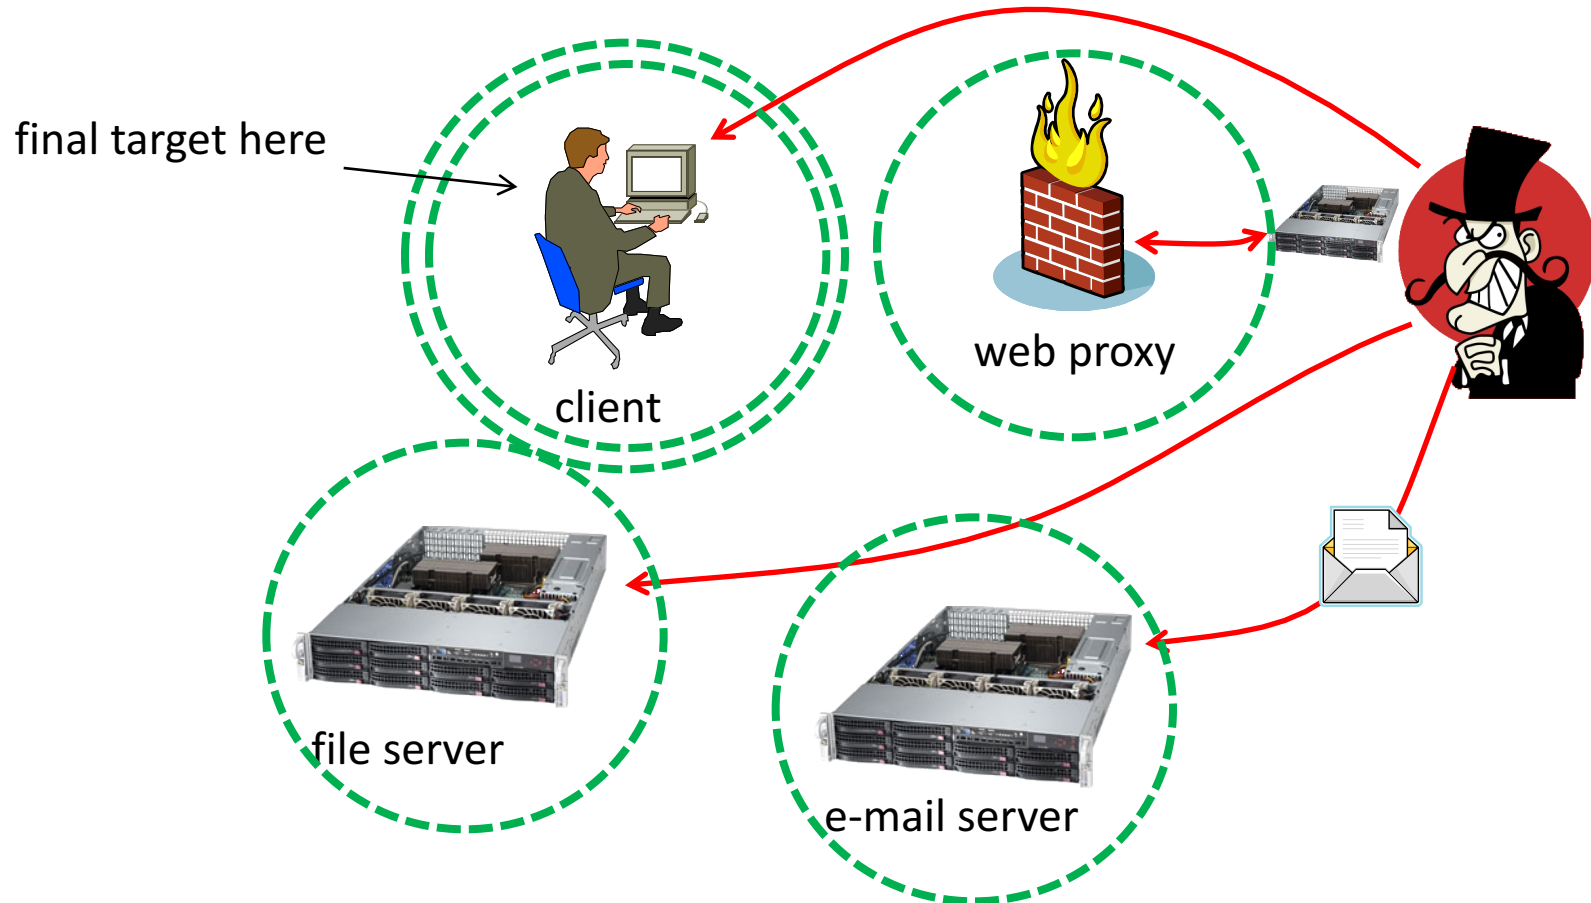 final target here
web proxy
client
file server
e-mail server